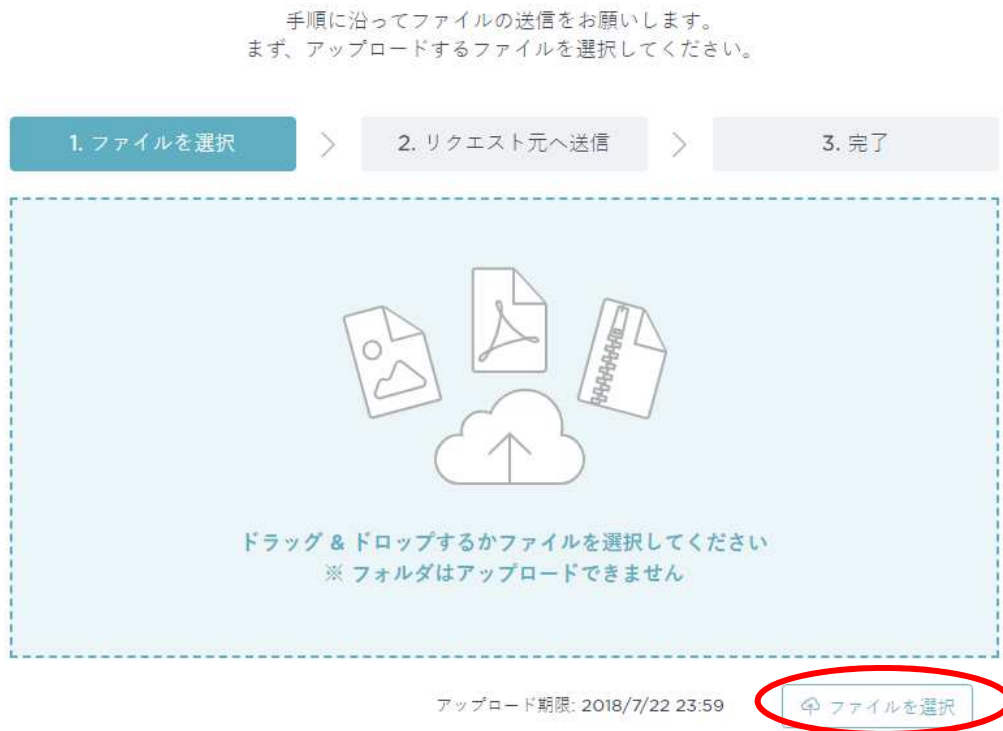 手順に沿ってファイルの送信をお願いします。
まず、アップロードするファイルを選択してください。
1. ファイルを選択
2. リクエスト元へ送信
3. 完了
ドラッグ & ドロップするかファイルを選択してください
※ フォルダはアップロードできません
アップロード期限: 2018/7/22 23:59
ファイルを選択